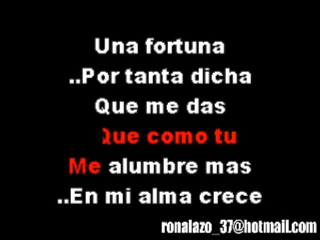 Una fortuna
..Por tanta dicha
Que me das
Que como tu
Me alumbre mas
..En mi alma crece
ronalazo_37@hotmail.com